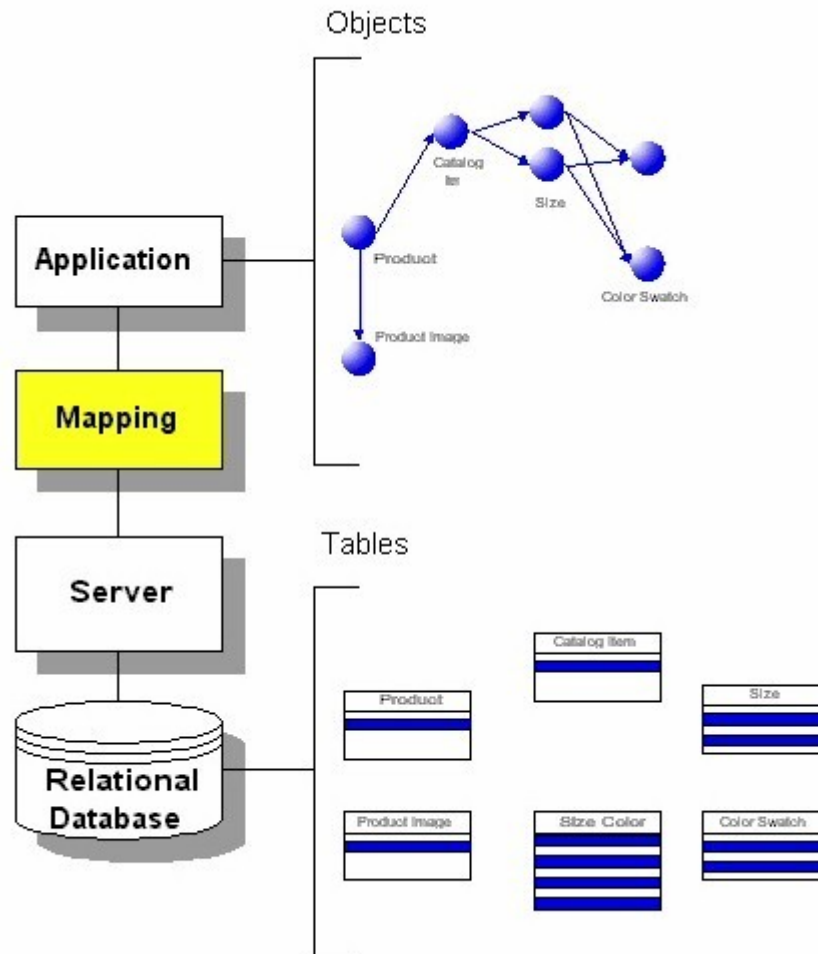 Objects
Catalog
Iter
Size
Product
Color Swatch
Product Image
Application
Mapping
Server
Relational
Database
Tables
Catalog Item
Product
Size
Product Image
Size Color
Color Swatch